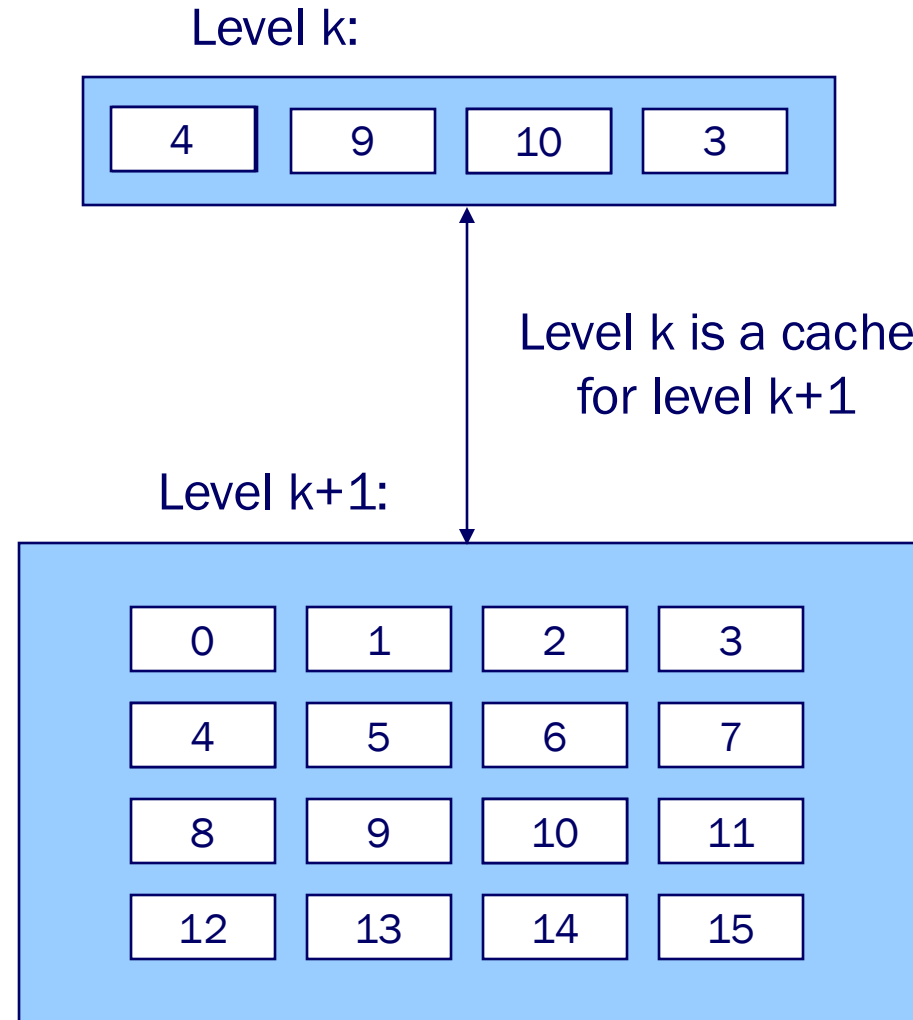 Level k:
4 9 10 3
Level k is a cache
for level k+1
Level k+1:
0 1 2 3
4 5 6 7
8 9 10 11
12 13 14 15